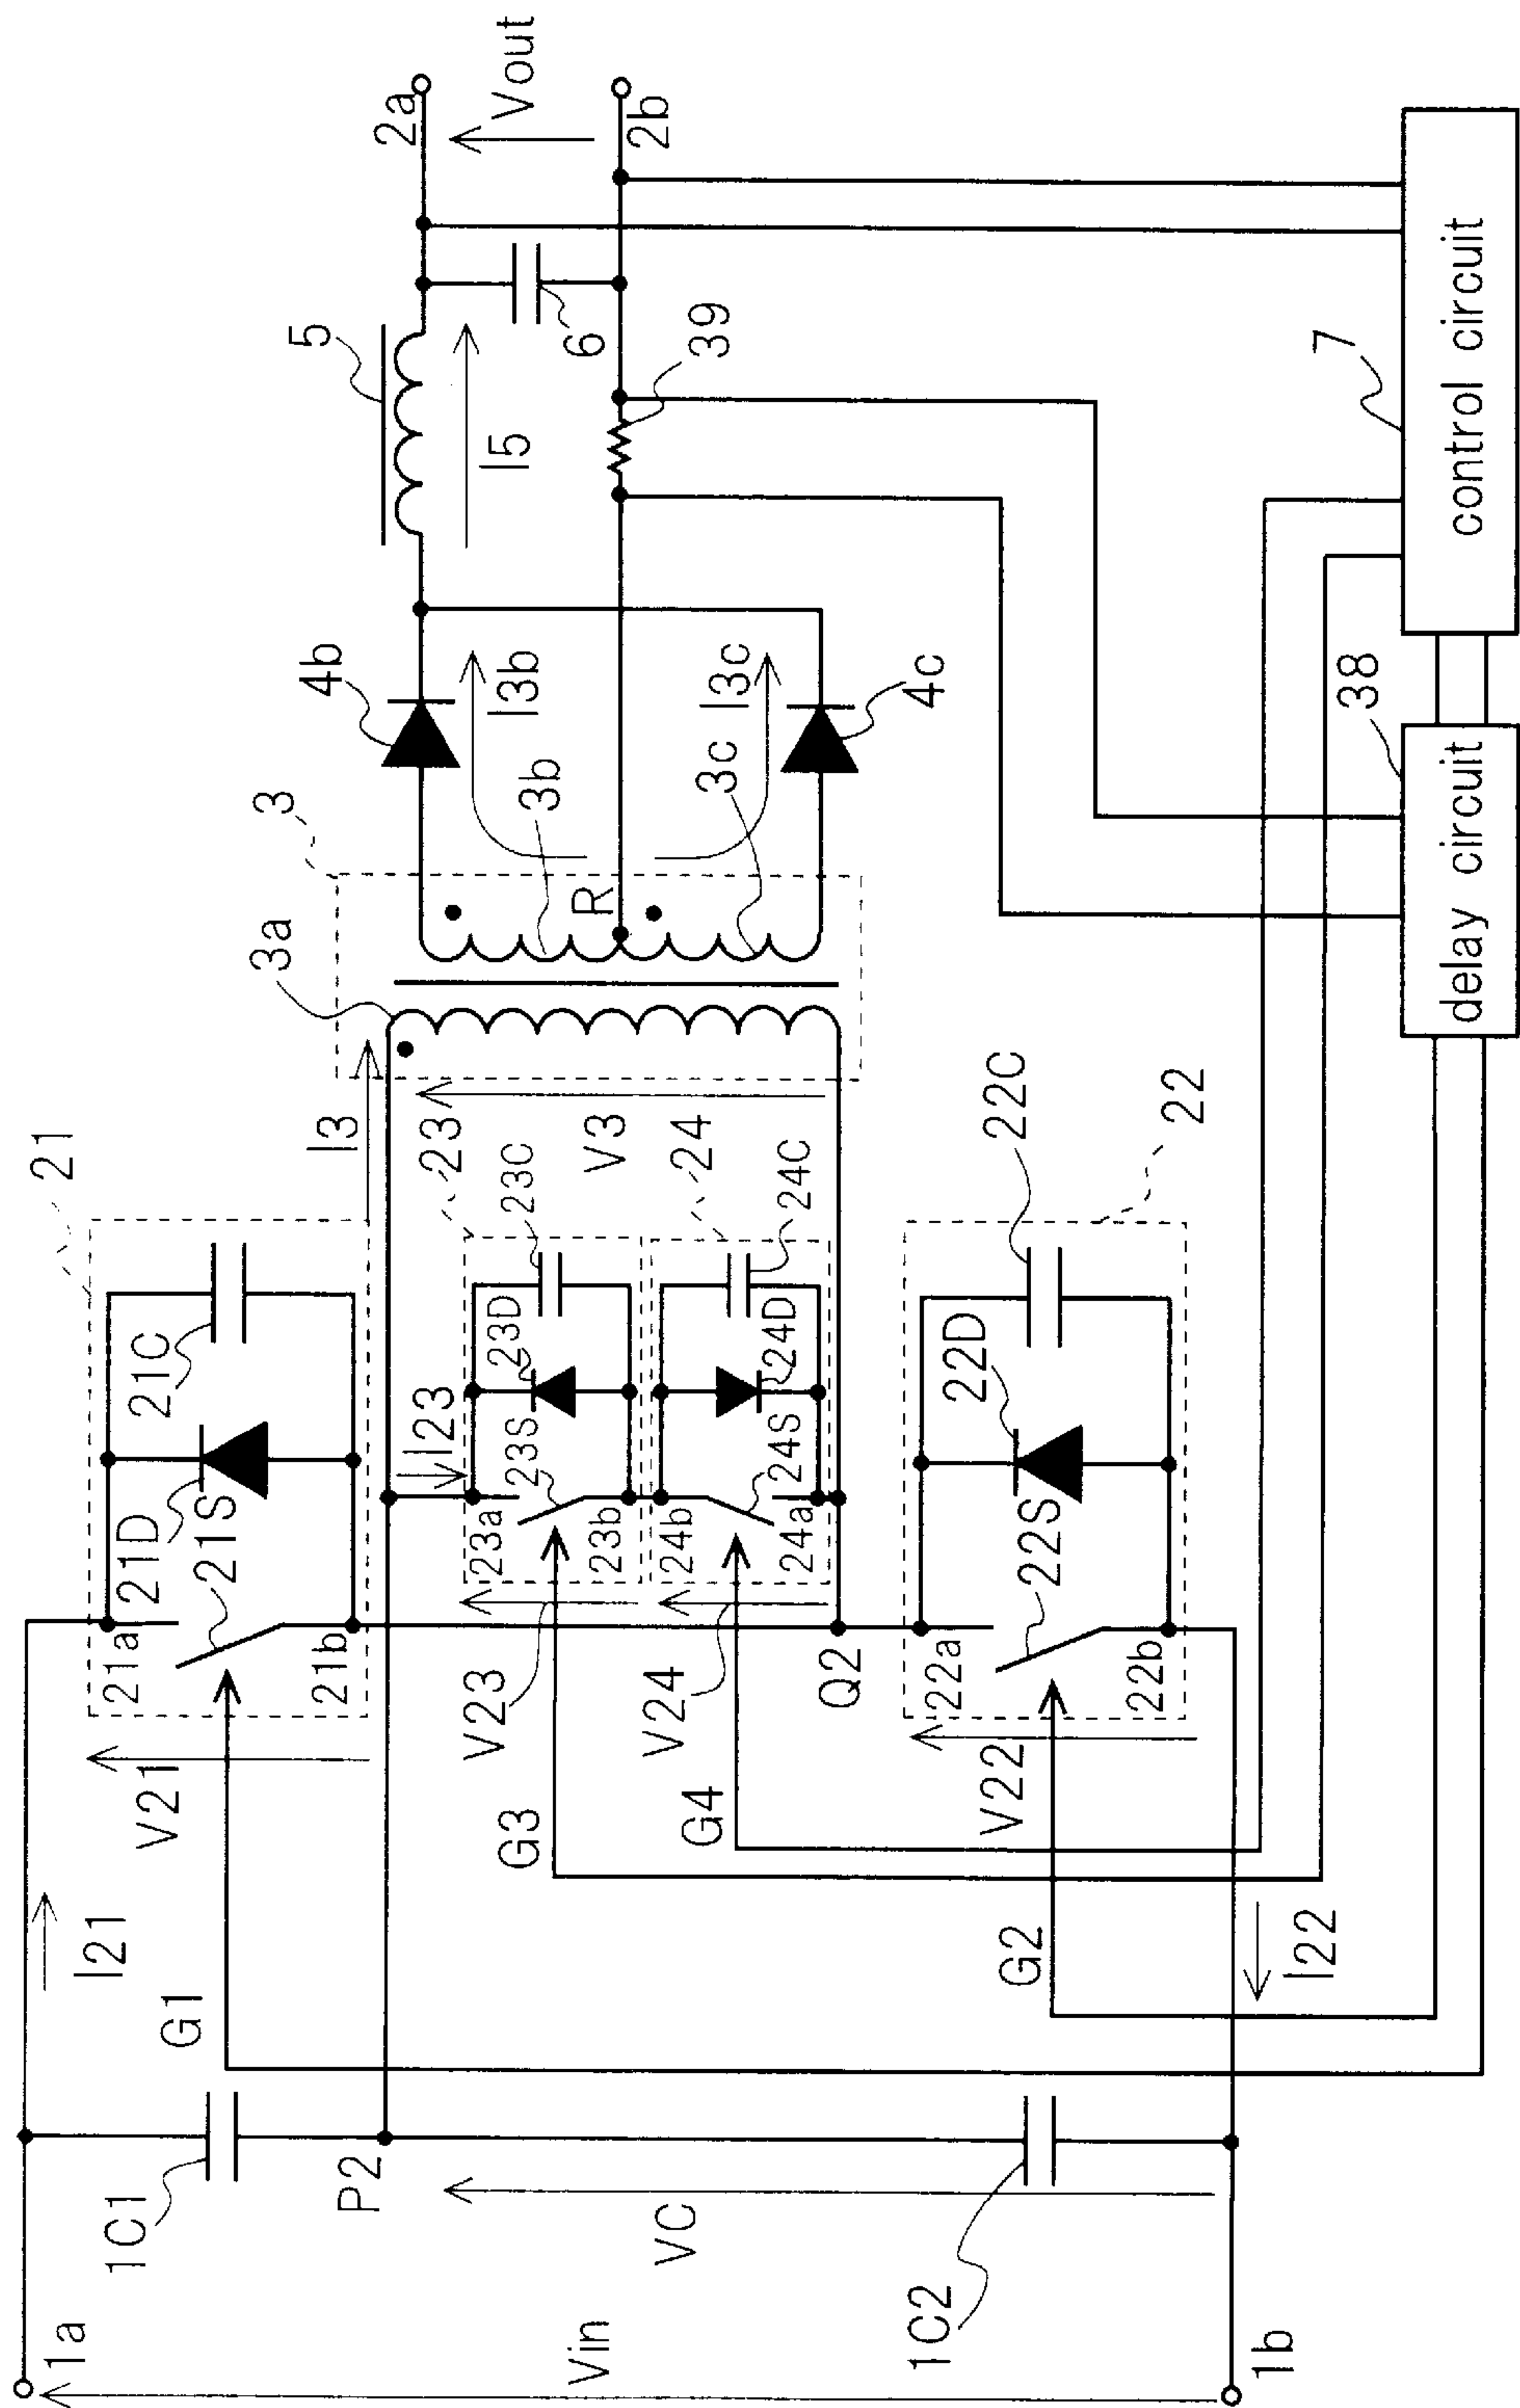 1a
Vin
1b
1C1
P2
VC
1C2
I21
G1
V21
21
21a
21S
21b
21D
21C
I3
V23
G3
23
23a
23S
23b
23D
23C
I23
V3
V24
G4
24
24b
24S
24a
24D
24C
Q2
V22
G2
I22
22
22a
22S
22b
22D
22C
3
3a
3b
3c
R
4b
I3b
I3c
4c
5
I5
6
39
2a
Vout
2b
38
delay circuit
7
control circuit